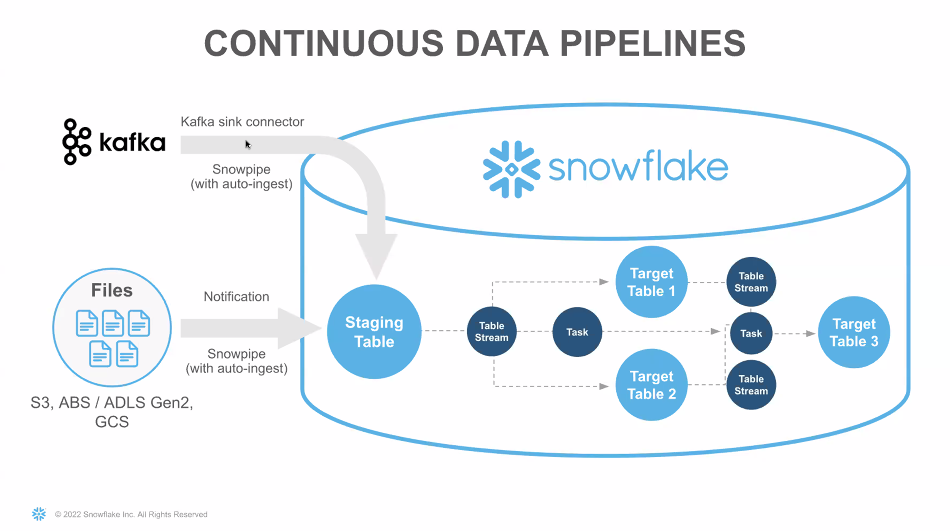 CONTINUOUS DATA PIPELINES
kafka
Kafka sink connector
Snowpipe
(with auto-ingest)
snowflake
Files
Notification
Snowpipe
(with auto-ingest)
S3, ABS / ADLS Gen2,
GCS
Staging
Table
Table
Stream
Task
Target
Table 1
Target
Table 2
Table
Stream
Task
Table
Stream
Target
Table 3
© 2022 Snowflake Inc. All Rights Reserved